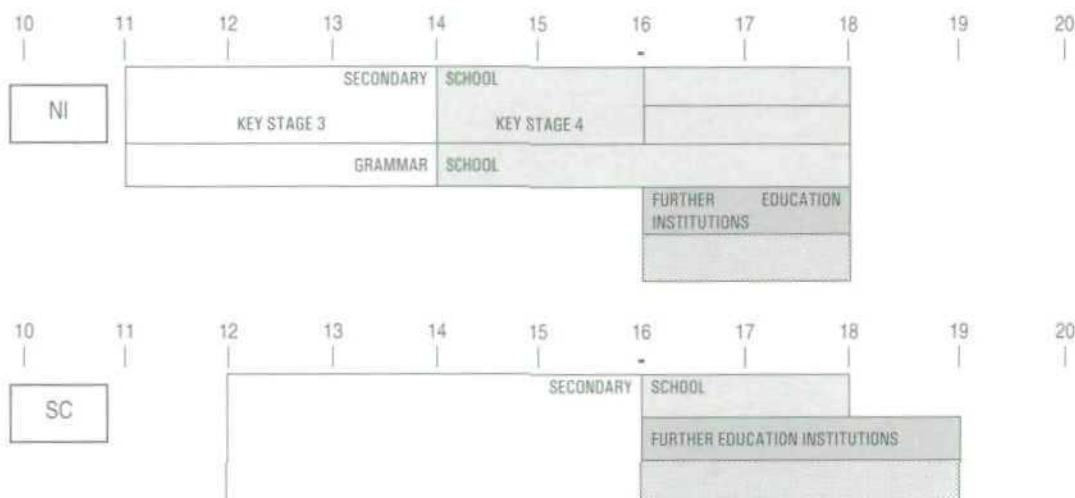 10 11 12 13 14 15 16 17 18 19 20
NI
SECONDARY SCHOOL
KEY STAGE 3 KEY STAGE 4
GRAMMAR SCHOOL
FURTHER EDUCATION
INSTITUTIONS
10 11 12 13 14 15 16 17 18 19 20
SC
SECONDARY SCHOOL
FURTHER EDUCATION INSTITUTIONS